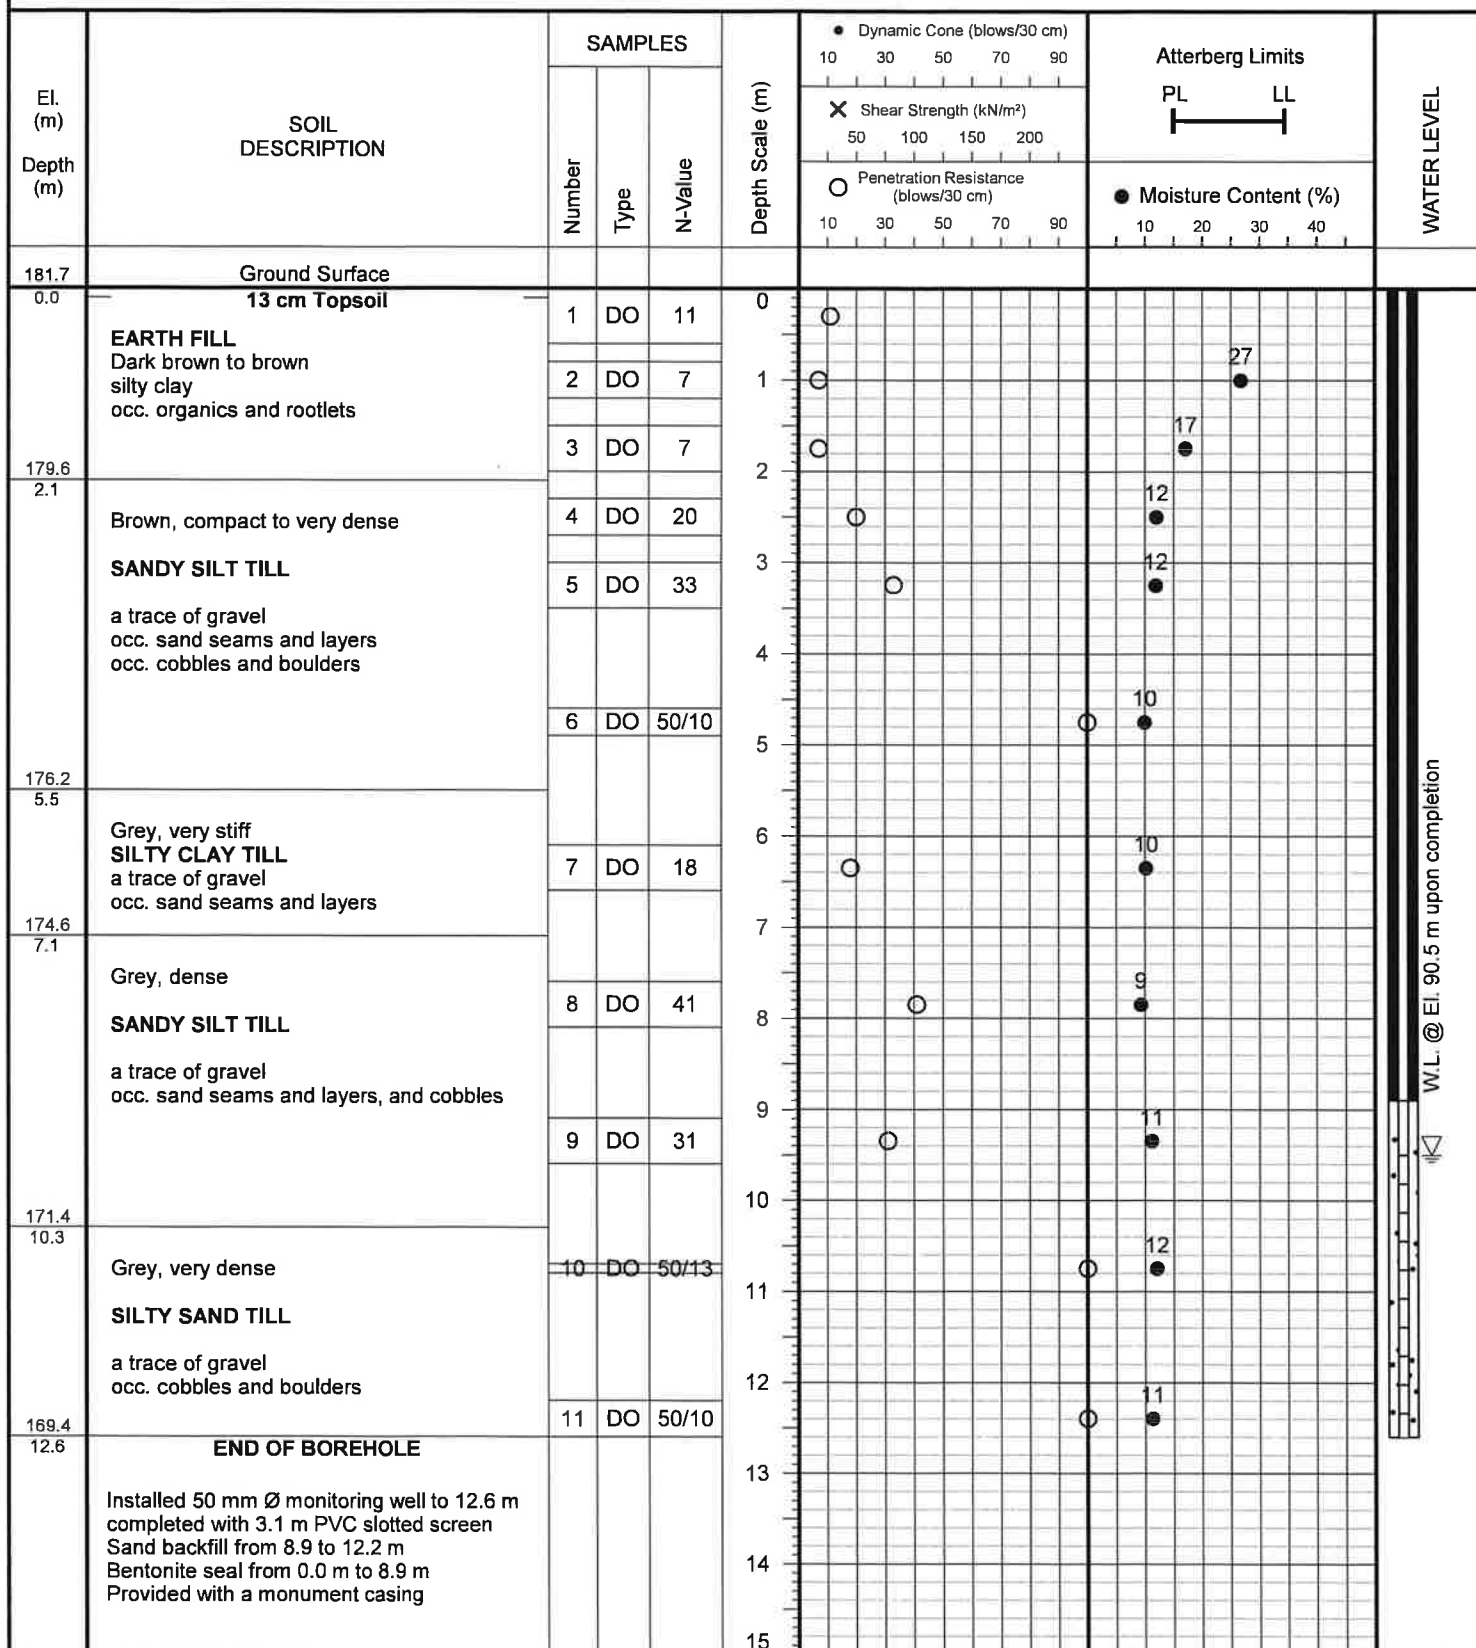 El.
(m)
Depth
(m)
SOIL
DESCRIPTION
SAMPLES
Number
Type
N-Value
Depth Scale (m)
● Dynamic Cone (blows/30 cm)
10 30 50 70 90
X Shear Strength (kN/m²)
50 100 150 200
O Penetration Resistance
(blows/30 cm)
10 30 50 70 90
Atterberg Limits
PL LL
● Moisture Content (%)
10 20 30 40
WATER LEVEL
181.7 Ground Surface
0.0 13 cm Topsoil
EARTH FILL
Dark brown to brown
silty clay
occ. organics and rootlets
1 DO 11
2 DO 7
3 DO 7
179.6
2.1
Brown, compact to very dense
SANDY SILT TILL
a trace of gravel
occ. sand seams and layers
occ. cobbles and boulders
4 DO 20
5 DO 33
6 DO 50/10
176.2
5.5
Grey, very stiff
SILTY CLAY TILL
a trace of gravel
occ. sand seams and layers
7 DO 18
174.6
7.1
Grey, dense
SANDY SILT TILL
a trace of gravel
occ. sand seams and layers, and cobbles
8 DO 41
9 DO 31
171.4
10.3
Grey, very dense
SILTY SAND TILL
a trace of gravel
occ. cobbles and boulders
10 DO 50/13
11 DO 50/10
169.4
12.6
END OF BOREHOLE
Installed 50 mm Ø monitoring well to 12.6 m
completed with 3.1 m PVC slotted screen
Sand backfill from 8.9 to 12.2 m
Bentonite seal from 0.0 m to 8.9 m
Provided with a monument casing
0
1
2
3
4
5
6
7
8
9
10
11
12
13
14
15
27
17
12
12
10
10
9
11
12
11
W.L. @ El. 90.5 m upon completion